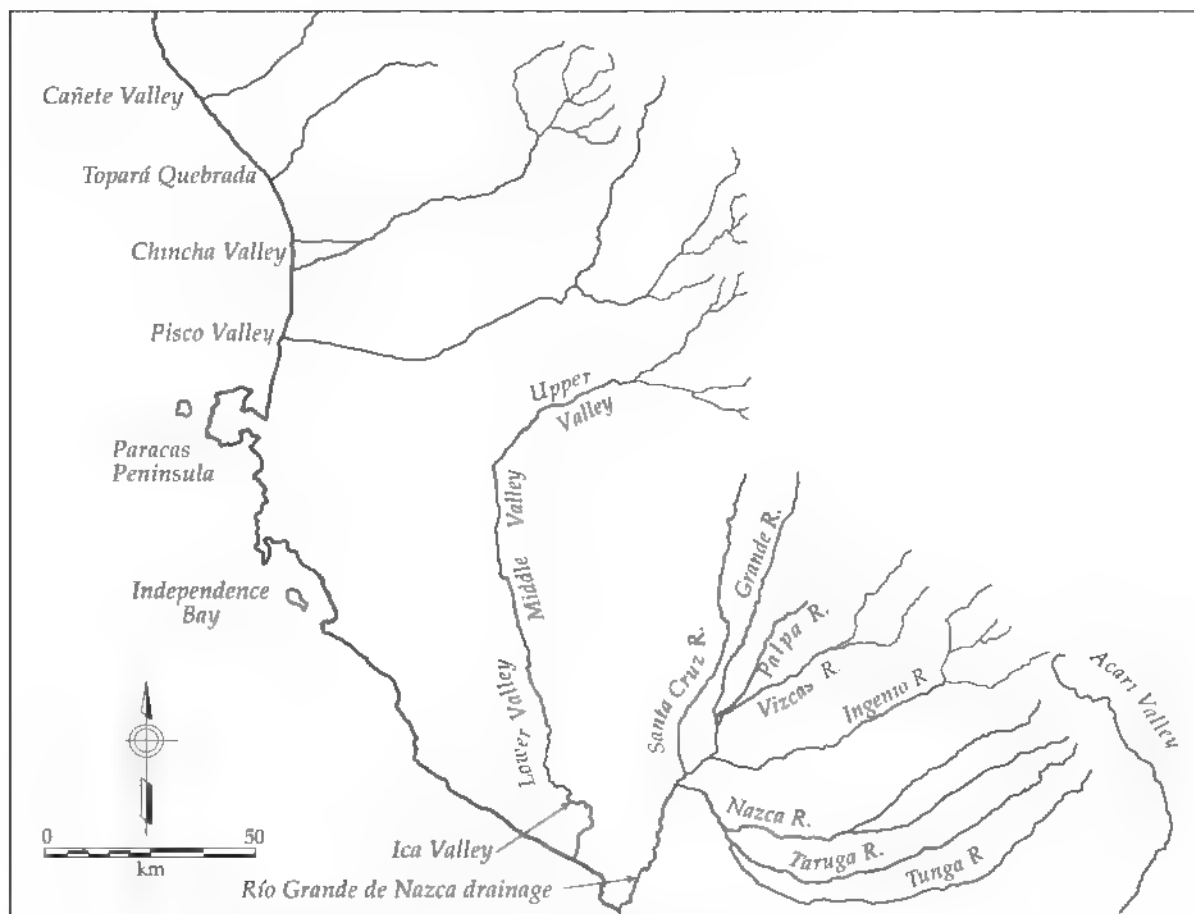 Cañete Valley
Topará Quebrada
Chincha Valley
Pisco Valley
Upper
Valley
Paracas
Peninsula
Middle Valley
Grande R.
Independence
Bay
Palpa R.
Santa Cruz R.
Vizcas R.
Ingenio R
Acarí Valley
Lower Valley
Nazca R.
0 50
km
Ica Valley
Taruga R.
Tunga R
Río Grande de Nazca drainage